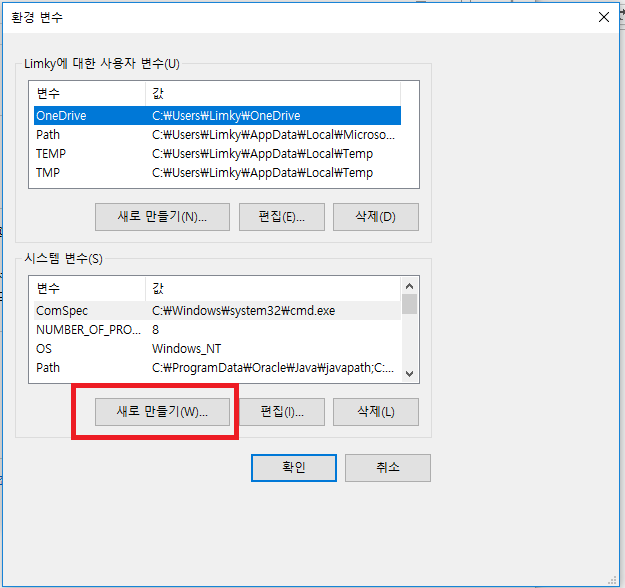 환경 변수
Limky에 대한 사용자 변수(U)
변수 값
OneDrive C:₩Users₩Limky₩OneDrive
Path C:₩Users₩Limky₩AppData₩Local₩Microso...
TEMP C:₩Users₩Limky₩AppData₩Local₩Temp
TMP C:₩Users₩Limky₩AppData₩Local₩Temp
새로 만들기(N)... 편집(E)... 삭제(D)
시스템 변수(S)
변수 값
ComSpec C:₩Windows₩system32₩cmd.exe
NUMBER_OF_PRO... 8
OS Windows_NT
Path C:₩ProgramData₩Oracle₩Java₩javapath;C:...
새로 만들기(W)... 편집(I)... 삭제(L)
확인 취소